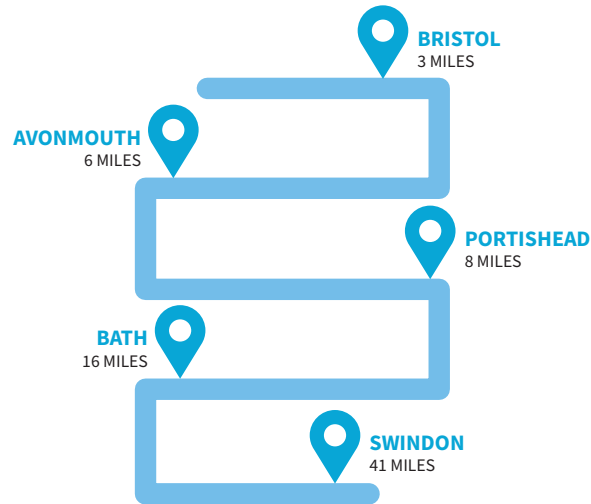 BRISTOL
3 MILES
AVONMOUTH
6 MILES
PORTISHEAD
8 MILES
BATH
16 MILES
SWINDON
41 MILES